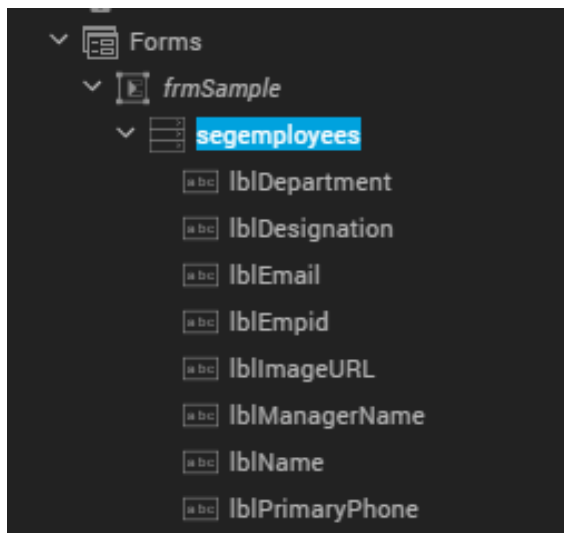 Forms
frmSample
segemployees
lblDepartment
lblDesignation
lblEmail
lblEmpid
lblImageURL
lblManagerName
lblName
lblPrimaryPhone